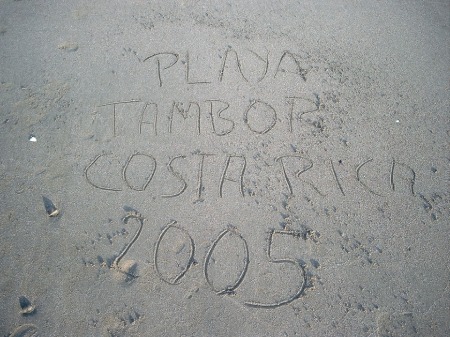 PLAYA
TAMBOR
COSTA RICA
2005